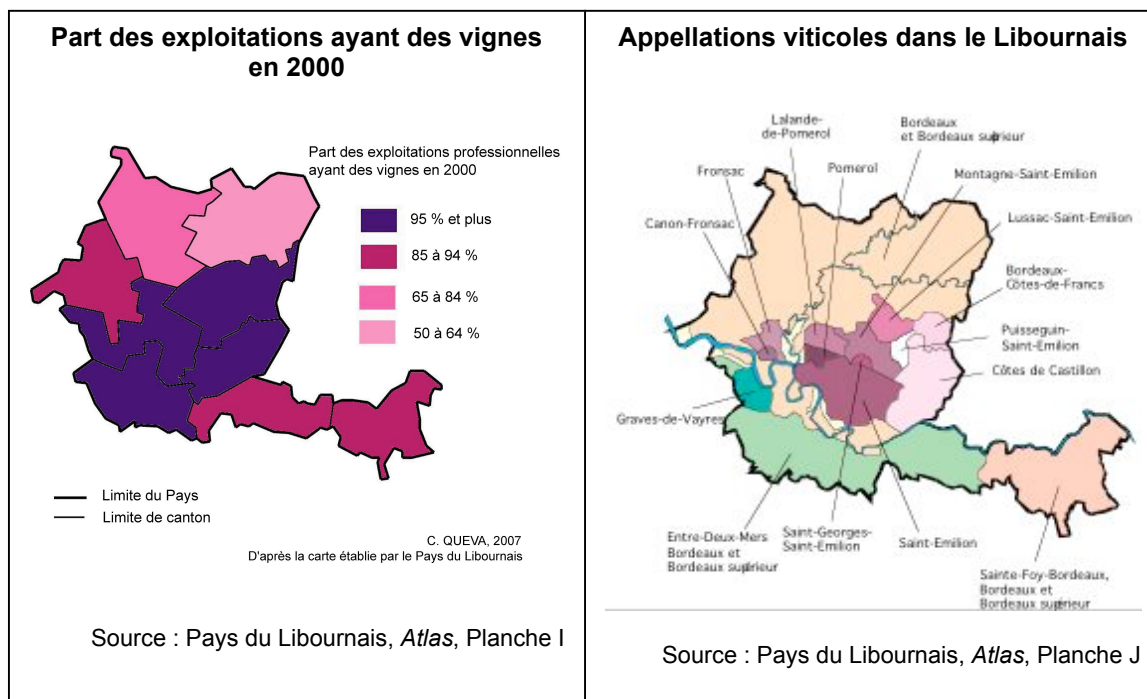 Part des exploitations ayant des vignes
en 2000
Part des exploitations professionnelles
ayant des vignes en 2000
95 % et plus
85 à 94 %
65 à 84 %
50 à 64 %
Limite du Pays
Limite de canton
C. QUEVA, 2007
D'après la carte établie par le Pays du Libournais
Source : Pays du Libournais, Atlas, Planche I
Appellations viticoles dans le Libournais
Lalande-
de-Pomerol
Bordeaux
et Bordeaux supérieur
Fronsac
Pomerol
Montagne-Saint-Emilion
Canon-Fronsac
Lussac-Saint-Emilion
Bordeaux-
Côtes-de-Francs
Puisseguin-
Saint-Emilion
Côtes de Castillon
Graves-de-Vayres
Entre-Deux-Mers
Bordeaux et
Bordeaux supérieur
Saint-Georges-
Saint-Emilion
Saint-Emilion
Sainte-Foy-Bordeaux,
Bordeaux et
Bordeaux supérieur
Source : Pays du Libournais, Atlas, Planche J